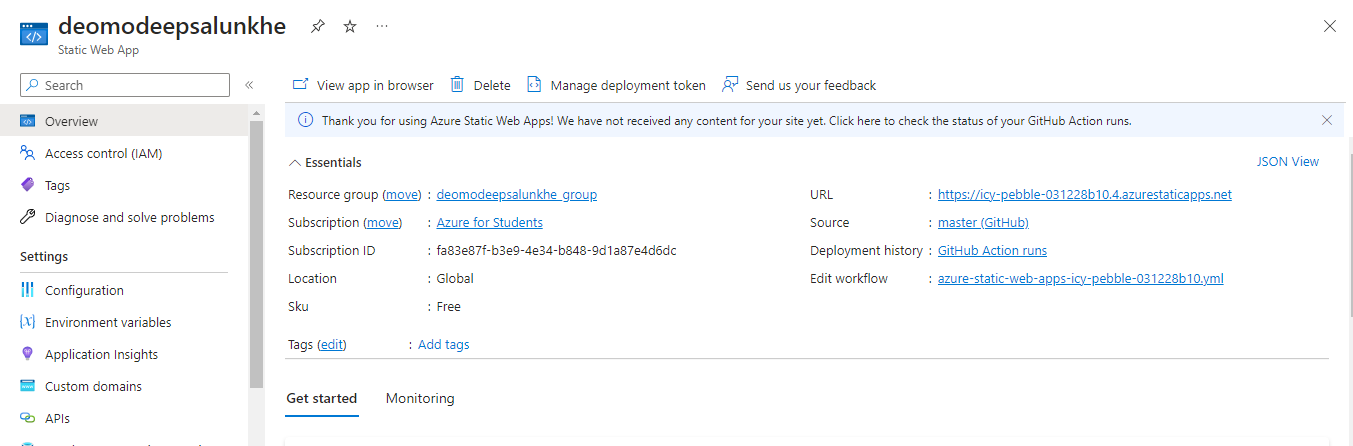 deomodeepsalunkhe
Static Web App
Search
View app in browser Delete Manage deployment token Send us your feedback
Overview
Access control (IAM)
Tags
Diagnose and solve problems
Settings
Configuration
Environment variables
Application Insights
Custom domains
APIs
Thank you for using Azure Static Web Apps! We have not received any content for your site yet. Click here to check the status of your GitHub Action runs.
Essentials
JSON View
Resource group (move) : deomodeepsalunkhe_group
Subscription (move) : Azure for Students
Subscription ID : fa83e87f-b3e9-4e34-b848-9d1a87e4d6dc
Location : Global
Sku : Free
URL : https://icy-pebble-031228b10.4.azurestaticapps.net
Source : master (GitHub)
Deployment history : GitHub Action runs
Edit workflow : azure-static-web-apps-icy-pebble-031228b10.yml
Tags (edit) : Add tags
Get started Monitoring